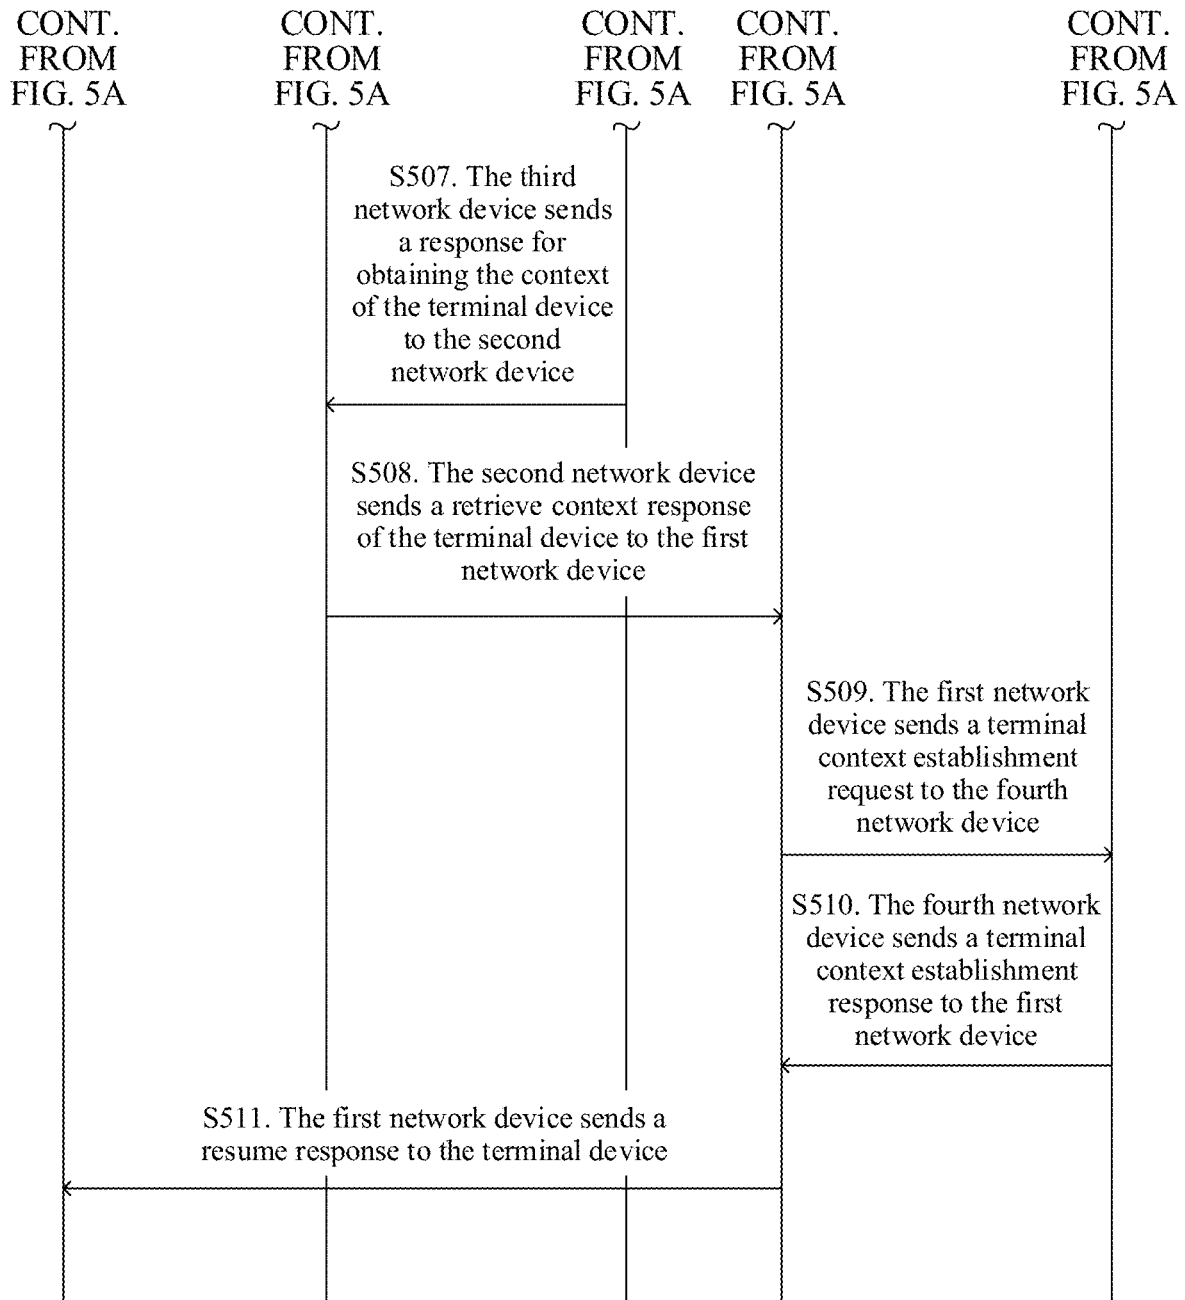 CONT.
FROM
FIG. 5A
CONT.
FROM
FIG. 5A
CONT.
FROM
FIG. 5A
CONT.
FROM
FIG. 5A
CONT.
FROM
FIG. 5A
S507. The third
network device sends
a response for
obtaining the context
of the terminal device
to the second
network device
S508. The second network device
sends a retrieve context response
of the terminal device to the first
network device
S509. The first network
device sends a terminal
context establishment
request to the fourth
network device
S510. The fourth network
device sends a terminal
context establishment
response to the first
network device
S511. The first network device sends a
resume response to the terminal device